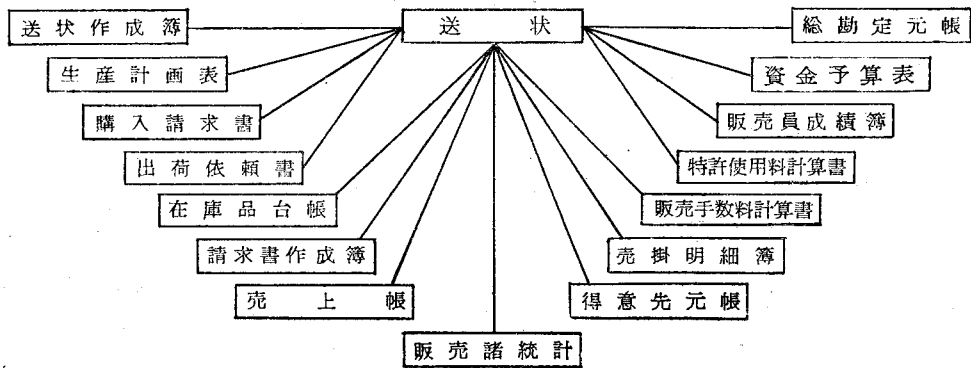 送状作成簿
送状
総勘定元帳
生産計画表
資金予算表
購入請求書
販売員成績簿
出荷依頼書
特許使用料計算書
在庫品台帳
販売手数料計算書
請求書作成簿
売掛明細簿
売上帳
得意先元帳
販売諸統計